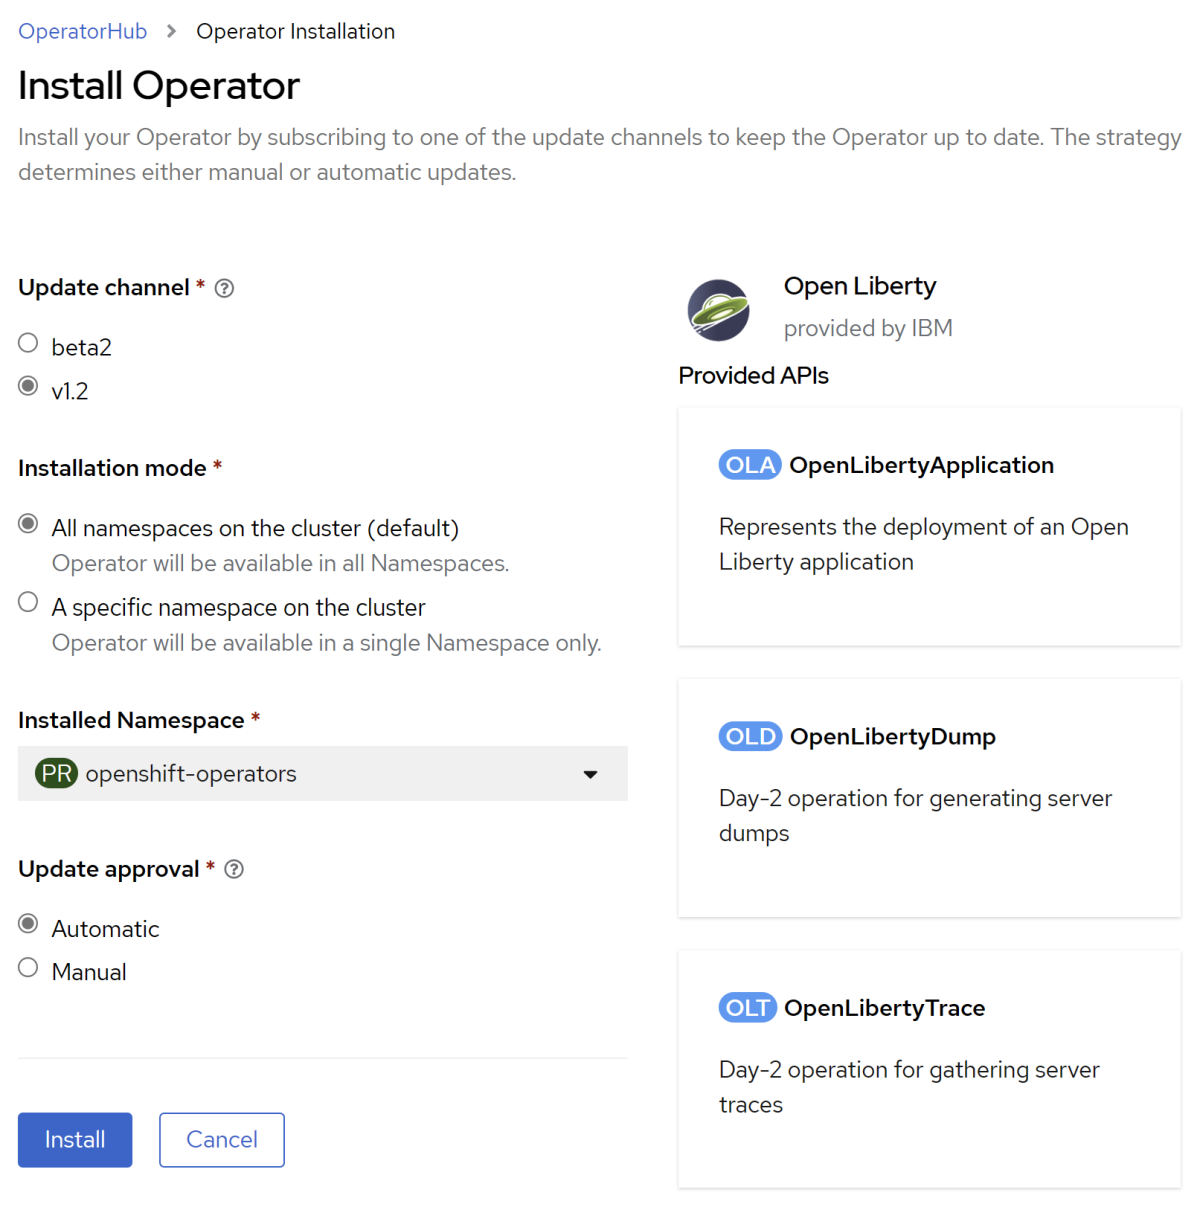 OperatorHub > Operator Installation
Install Operator
Install your Operator by subscribing to one of the update channels to keep the Operator up to date. The strategy
determines either manual or automatic updates.
Update channel *
beta2
v1.2
Installation mode *
All namespaces on the cluster (default)
Operator will be available in all Namespaces.
A specific namespace on the cluster
Operator will be available in a single Namespace only.
Installed Namespace *
PR openshift-operators
Update approval *
Automatic
Manual
Install
Cancel
Open Liberty
provided by IBM
Provided APIs
OLA OpenLibertyApplication
Represents the deployment of an Open
Liberty application
OLD OpenLibertyDump
Day-2 operation for generating server
dumps
OLT OpenLibertyTrace
Day-2 operation for gathering server
traces